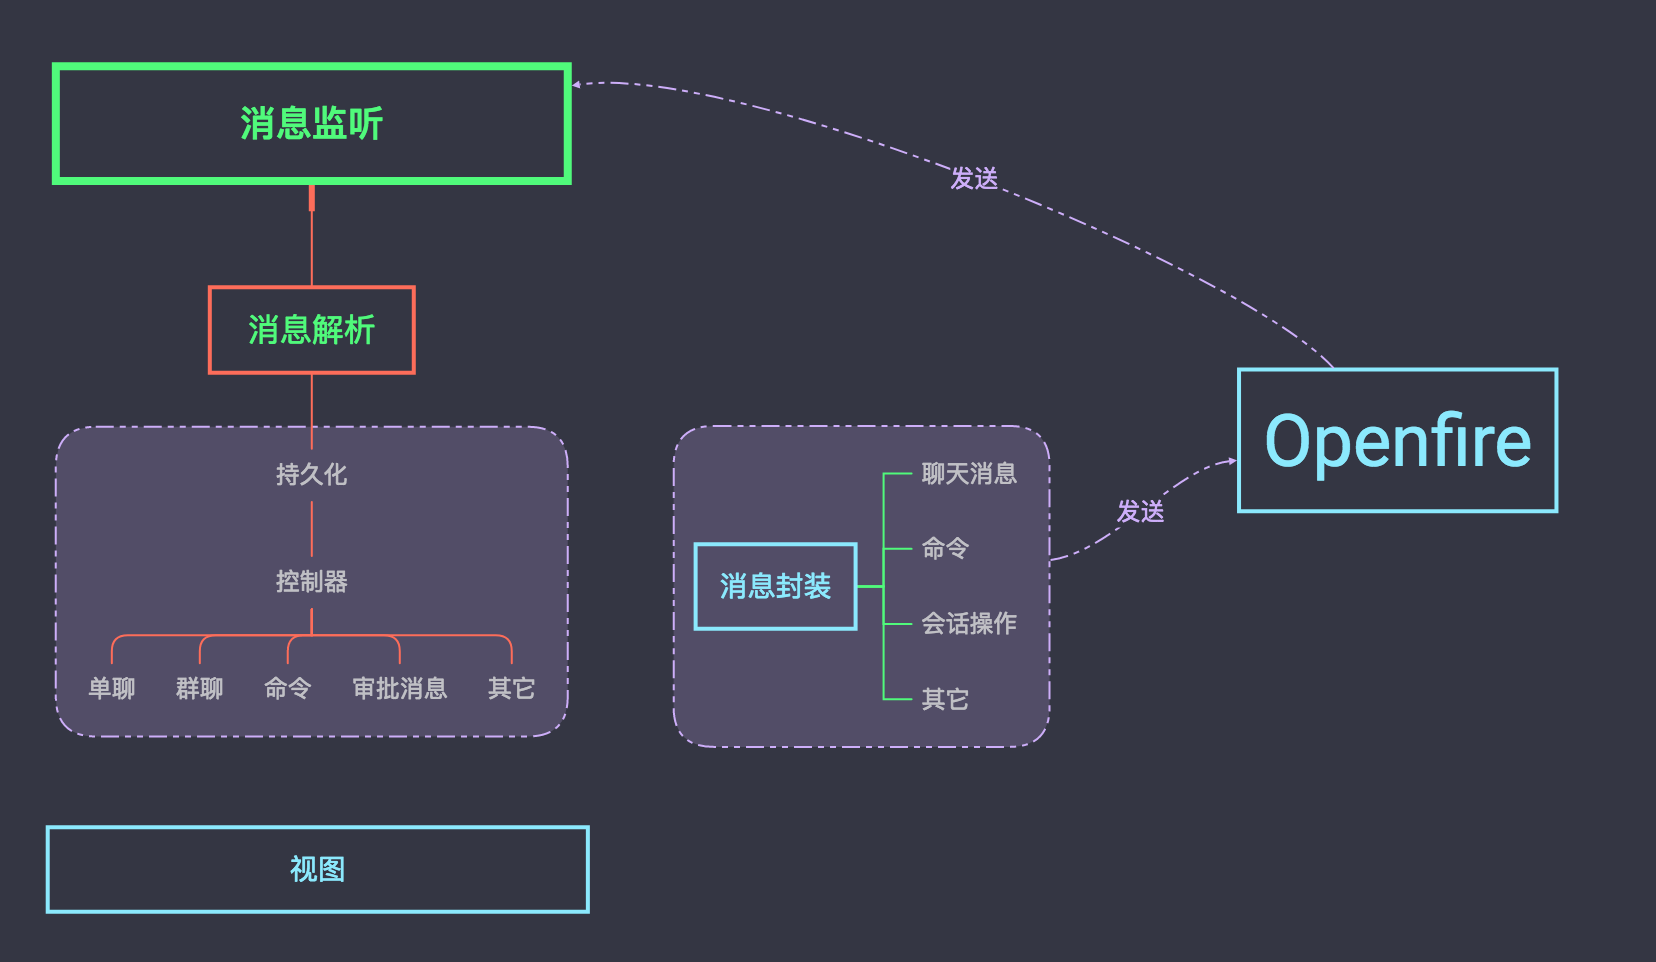 消息监听
发送
消息解析
Openfire
持久化
聊天消息
发送
命令
控制器
消息封装
会话操作
单聊
群聊
命令
审批消息
其它
其它
视图